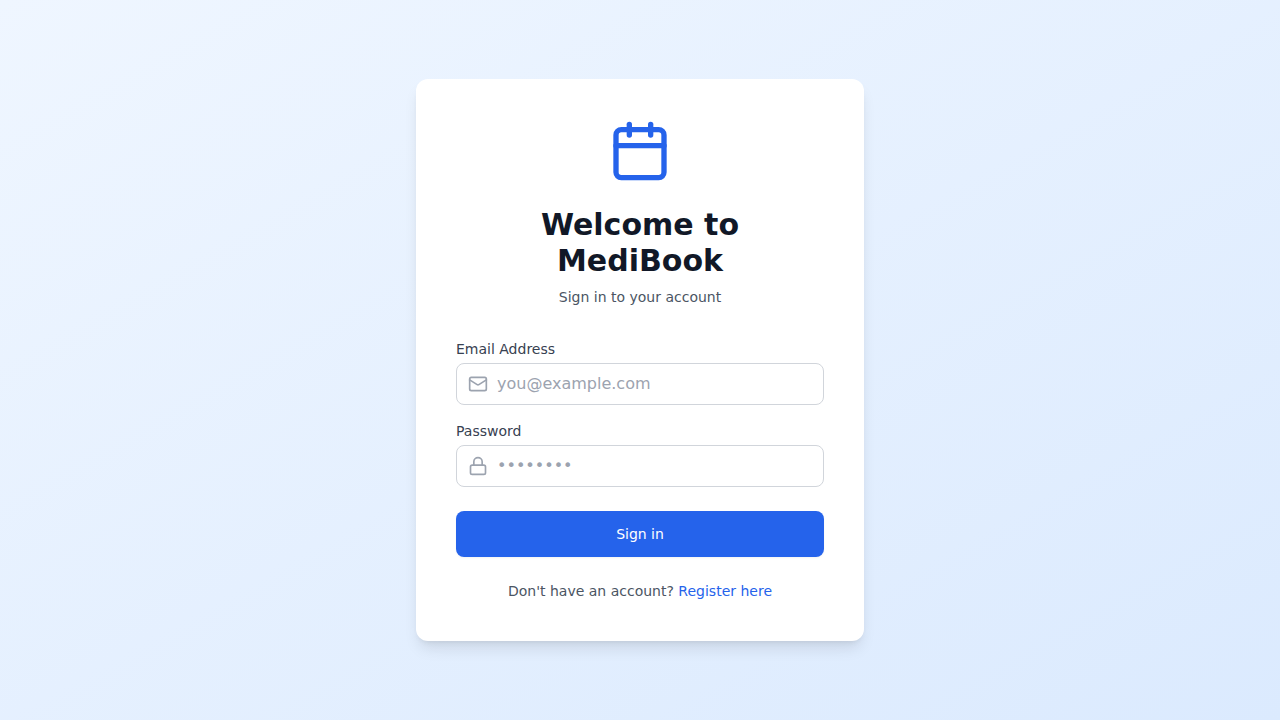 Welcome to
MediBook
Sign in to your account
Email Address
you@example.com
Password
••••••••
Sign in
Don't have an account? Register here